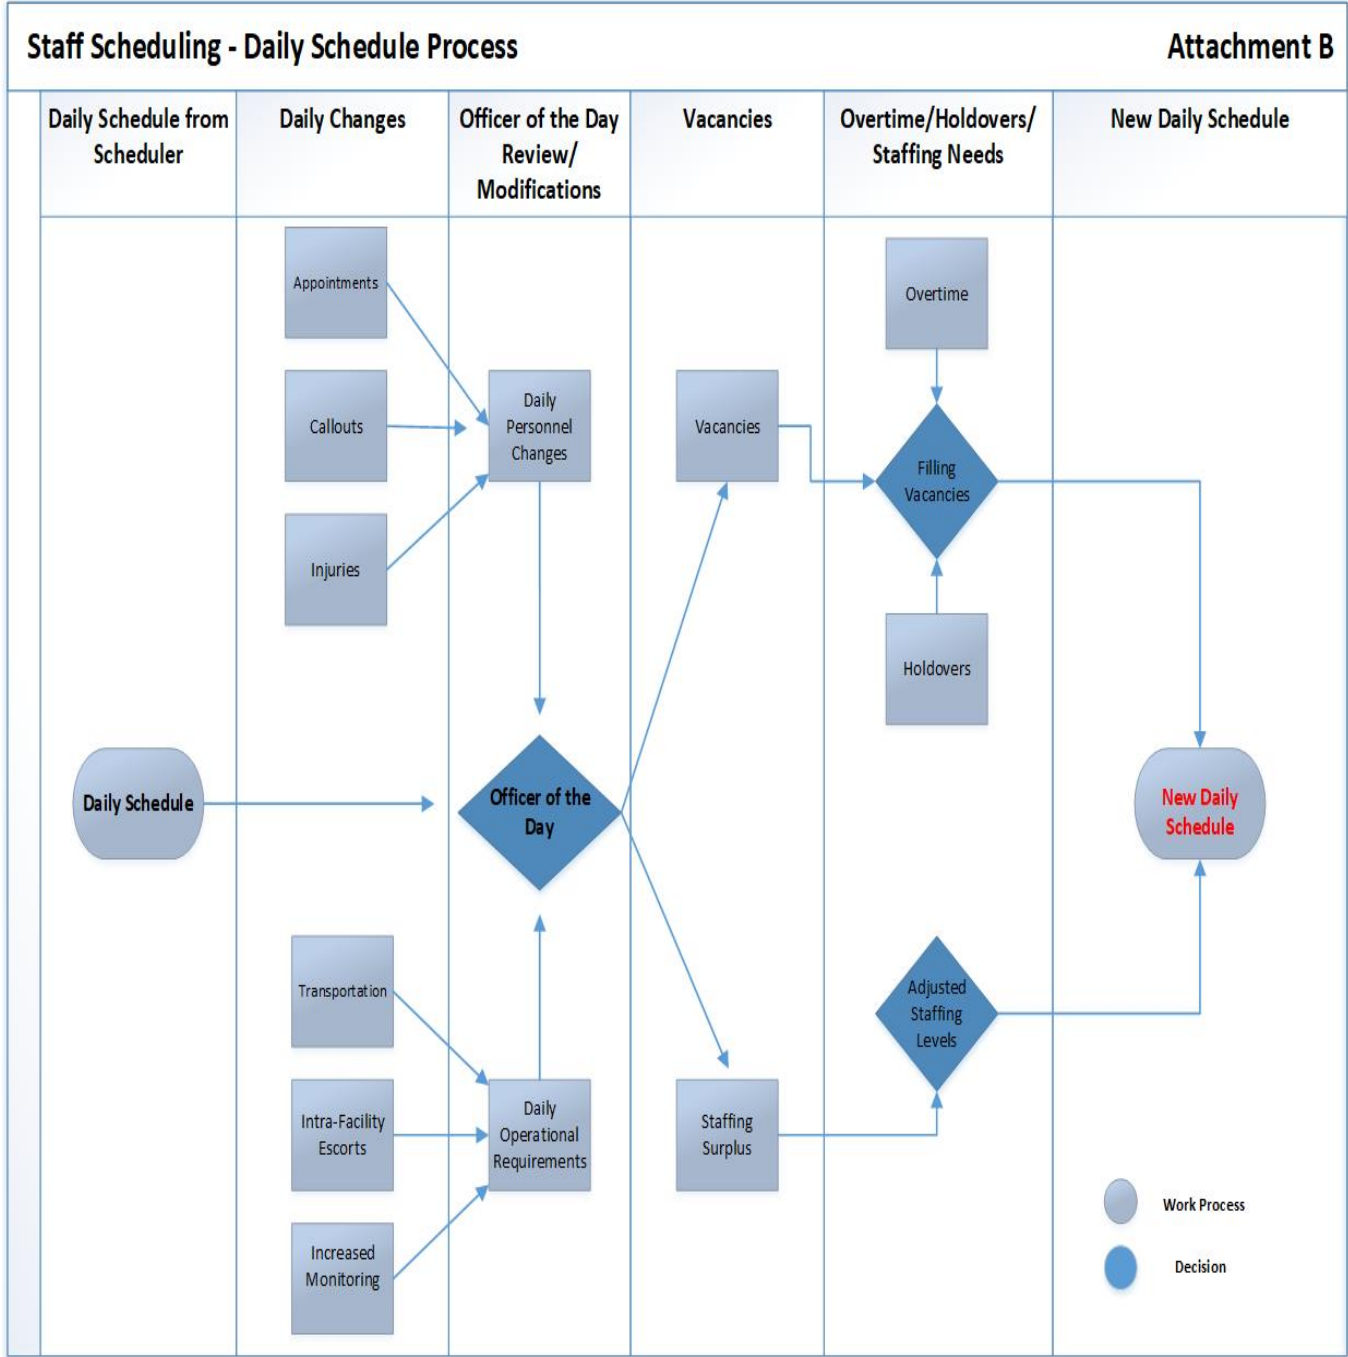 Staff Scheduling - Daily Schedule Process
Attachment B
Daily Schedule from
Scheduler
Daily Changes
Officer of the Day
Review/
Modifications
Vacancies
Overtime/Holdovers/
Staffing Needs
New Daily Schedule
Appointments
Callouts
Injuries
Daily
Personnel
Changes
Vacancies
Overtime
Filling
Vacancies
Holdovers
Daily Schedule
Officer of the
Day
New Daily
Schedule
Transportation
Intra-Facility
Escorts
Increased
Monitoring
Daily
Operational
Requirements
Staffing
Surplus
Adjusted
Staffing
Levels
Work Process
Decision